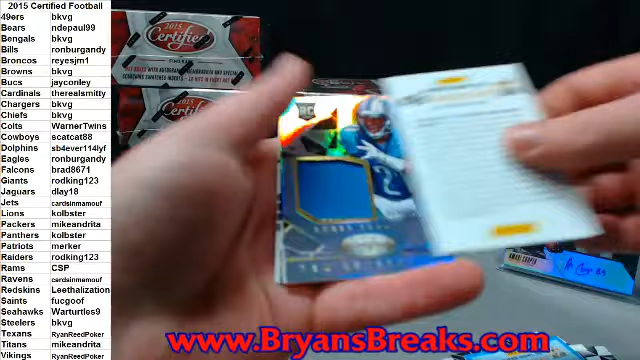 2015 Certified Football
49ers bkvg
Bears ndepaul99
Bengals bkvg
Bills ronburgandy
Broncos reyesjm1
Browns bkvg
Bucs jayconley
Cardinals therealsmitty
Chargers bkvg
Chiefs bkvg
Colts WarnerTwins
Cowboys scatcat88
Dolphins sb4ever114lyf
Eagles ronburgandy
Falcons brad8671
Giants rodking123
Jaguars dlay18
Jets cardsinmamouf
Lions kolbster
Packers mikeandrita
Panthers kolbster
Patriots merker
Raiders rodking123
Rams CSP
Ravens cardsinmamouf
Redskins Leethalization
Saints fucgoof
Seahawks Warturtles9
Steelers bkvg
Texans RyanReedPoker
Titans mikeandrita
Vikings RyanReedPoker
2015
Certified
RC
AMARI COOPER
www.BryansBreaks.com